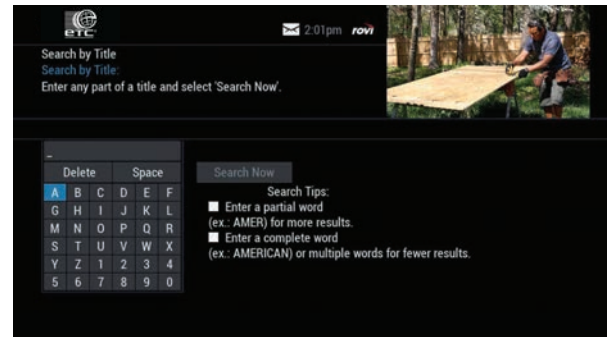 etc
2:01pm rovi
Search by Title
Search by Title:
Enter any part of a title and select 'Search Now'.
_
Delete Space
A B C D E F
G H I J K L
M N O P Q R
S T U V W X
Y Z 1 2 3 4
5 6 7 8 9 0
Search Now
Search Tips:
Enter a partial word
(ex.: AMER) for more results.
Enter a complete word
(ex.: AMERICAN) or multiple words for fewer results.